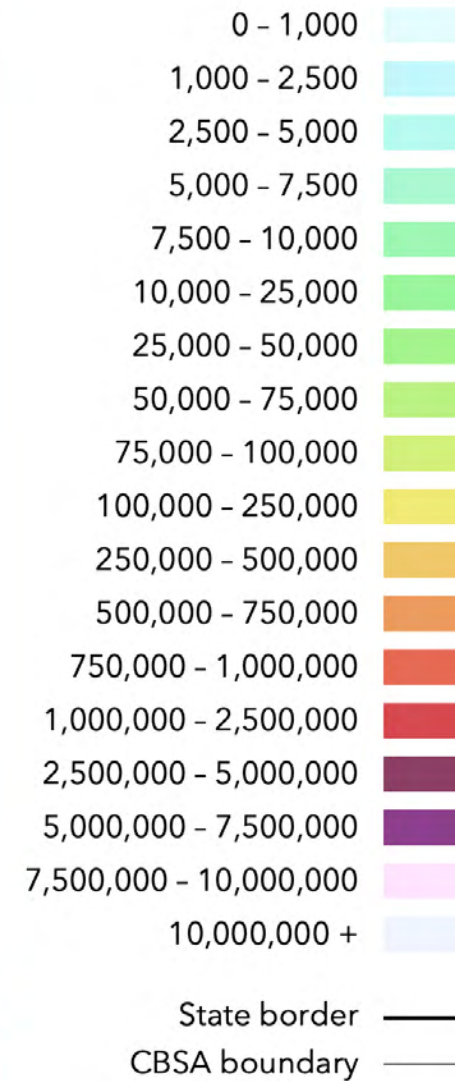 0 – 1,000
1,000 – 2,500
2,500 – 5,000
5,000 – 7,500
7,500 – 10,000
10,000 – 25,000
25,000 – 50,000
50,000 – 75,000
75,000 – 100,000
100,000 – 250,000
250,000 – 500,000
500,000 – 750,000
750,000 – 1,000,000
1,000,000 – 2,500,000
2,500,000 – 5,000,000
5,000,000 – 7,500,000
7,500,000 – 10,000,000
10,000,000 +
State border
CBSA boundary